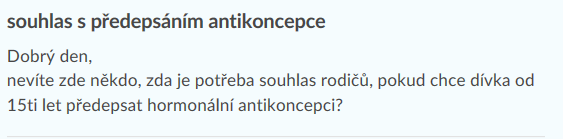 souhlas s předepsáním antikoncepce
Dobrý den,
nevíte zde někdo, zda je potřeba souhlas rodičů, pokud chce dívka od
15ti let předepsat hormonální antikoncepci?